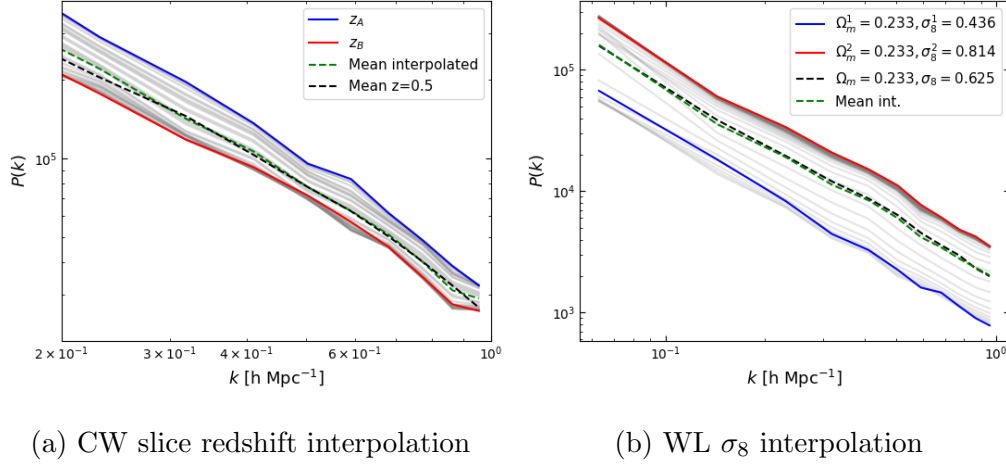 z_A
z_B
Mean interpolated
Mean z=0.5
P(k)
10^5
2 × 10^−1
3 × 10^−1
4 × 10^−1
6 × 10^−1
10^0
k [h Mpc^−1]
(a) CW slice redshift interpolation
Ω_m^1 = 0.233, σ_8^1 = 0.436
Ω_m^2 = 0.233, σ_8^2 = 0.814
Ω_m = 0.233, σ_8 = 0.625
Mean int.
P(k)
10^5
10^4
10^3
10^−1
10^0
k [h Mpc^−1]
(b) WL σ_8 interpolation